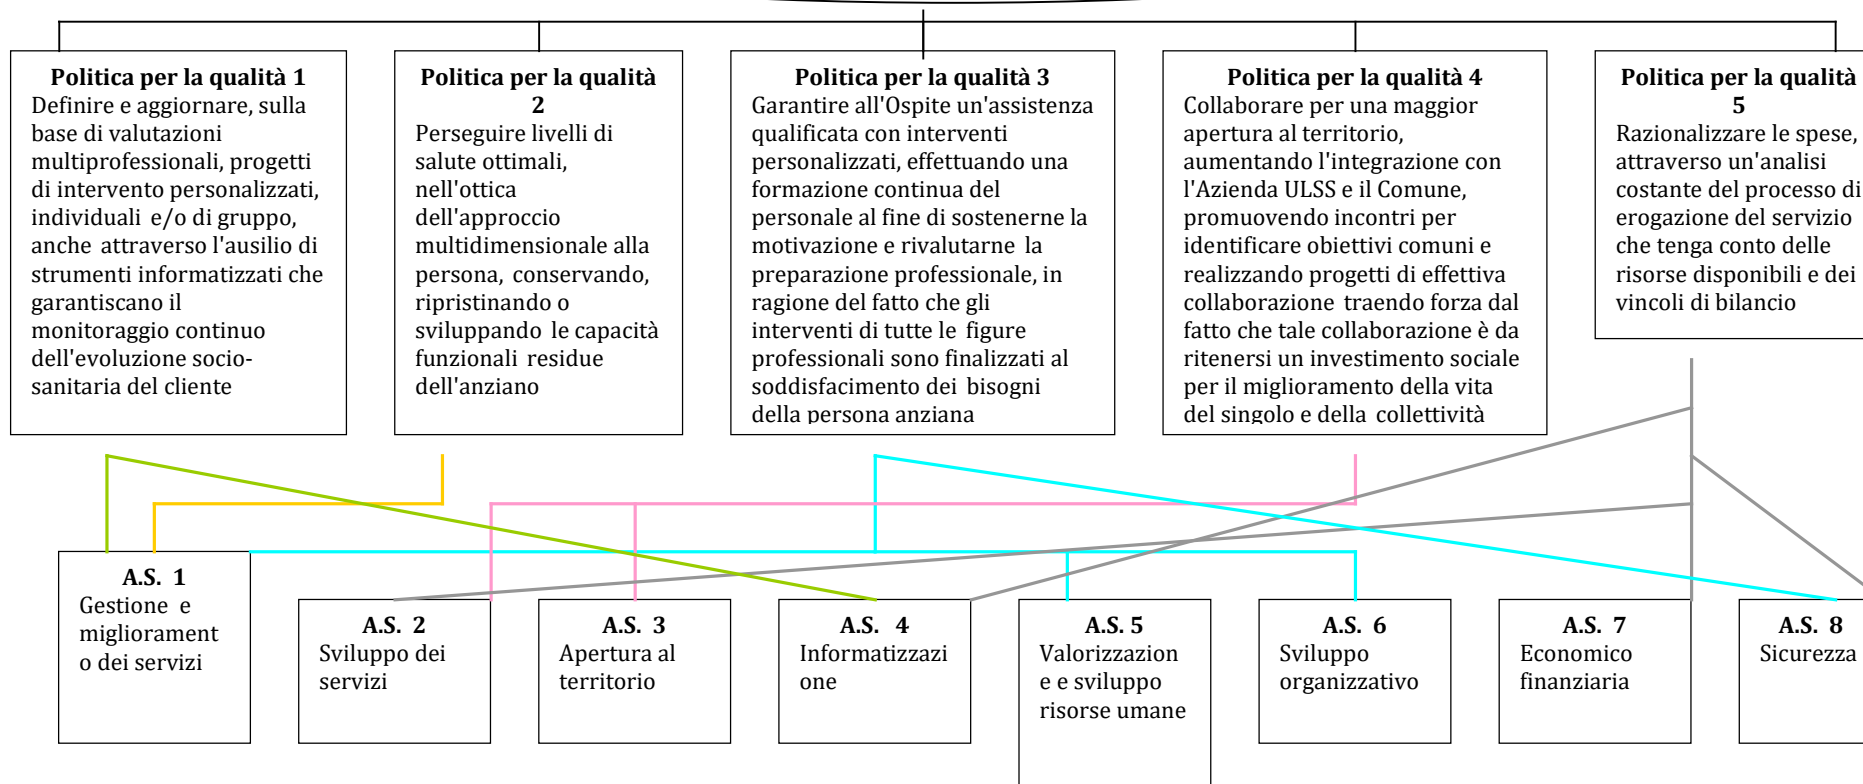 Politica per la qualità 1
Definire e aggiornare, sulla
base di valutazioni
multiprofessionali, progetti
di intervento personalizzati,
individuali e/o di gruppo,
anche attraverso l'ausilio di
strumenti informatizzati che
garantiscano il
monitoraggio continuo
dell'evoluzione socio-
sanitaria del cliente
Politica per la qualità
2
Perseguire livelli di
salute ottimali,
nell'ottica
dell'approccio
multidimensionale alla
persona, conservando,
ripristinando o
sviluppando le capacità
funzionali residue
dell'anziano
Politica per la qualità 3
Garantire all'Ospite un'assistenza
qualificata con interventi
personalizzati, effettuando una
formazione continua del
personale al fine di sostenerne la
motivazione e rivalutarne la
preparazione professionale, in
ragione del fatto che gli
interventi di tutte le figure
professionali sono finalizzati al
soddisfacimento dei bisogni
della persona anziana
Politica per la qualità 4
Collaborare per una maggior
apertura al territorio,
aumentando l'integrazione con
l'Azienda ULSS e il Comune,
promuovendo incontri per
identificare obiettivi comuni e
realizzando progetti di effettiva
collaborazione traendo forza dal
fatto che tale collaborazione è da
ritenersi un investimento sociale
per il miglioramento della vita
del singolo e della collettività
Politica per la qualità
5
Razionalizzare le spese,
attraverso un'analisi
costante del processo di
erogazione del servizio
che tenga conto delle
risorse disponibili e dei
vincoli di bilancio
A.S. 1
Gestione e
migliorament
o dei servizi
A.S. 2
Sviluppo dei
servizi
A.S. 3
Apertura al
territorio
A.S. 4
Informatizzazi
one
A.S. 5
Valorizzazion
e e sviluppo
risorse umane
A.S. 6
Sviluppo
organizzativo
A.S. 7
Economico
finanziaria
A.S. 8
Sicurezza